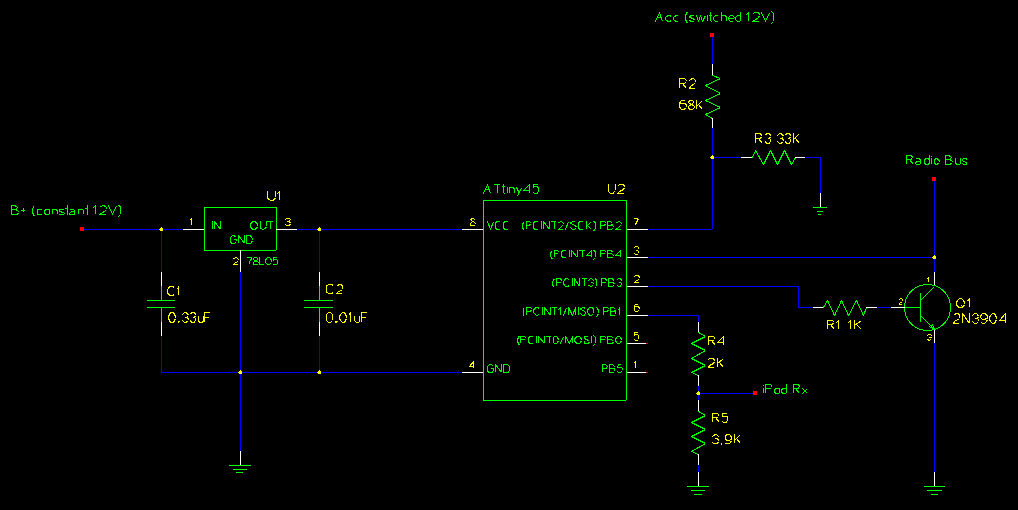 Acc (switched 12V)
R2
68K
R3 33K
Radio Bus
ATtiny45
U2
U1
B+ (constant 12V)
1
IN
OUT
3
GND
2
78L05
8
VCC
(PCINT2/SCK) PB2
7
(PCINT4) PB4
3
(PCINT3) PB3
2
(PCINT1/MISO) PB1
6
(PCINT0/MOSI) PB0
5
4
GND
PB5
1
C1
0.33uF
C2
0.01uF
R1 1K
1
2
3
Q1
2N3904
R4
2K
iPod Rx
R5
3.9K